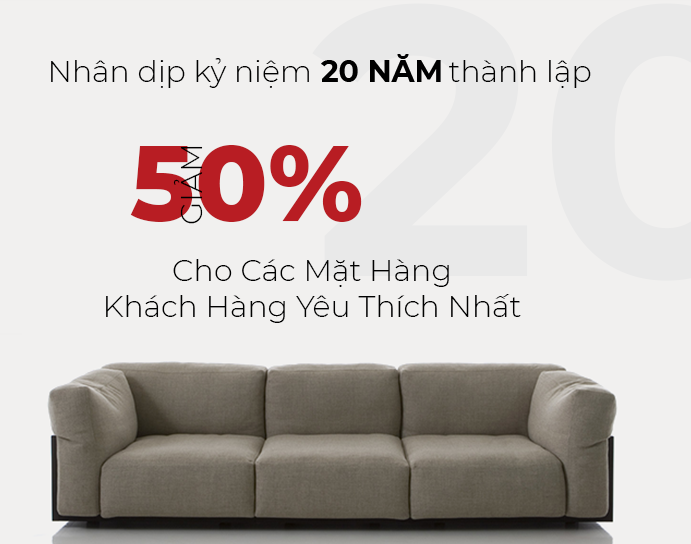 Nhân dịp kỷ niệm 20 NĂM thành lập
GIẢM
50%
Cho Các Mặt Hàng
Khách Hàng Yêu Thích Nhất
20